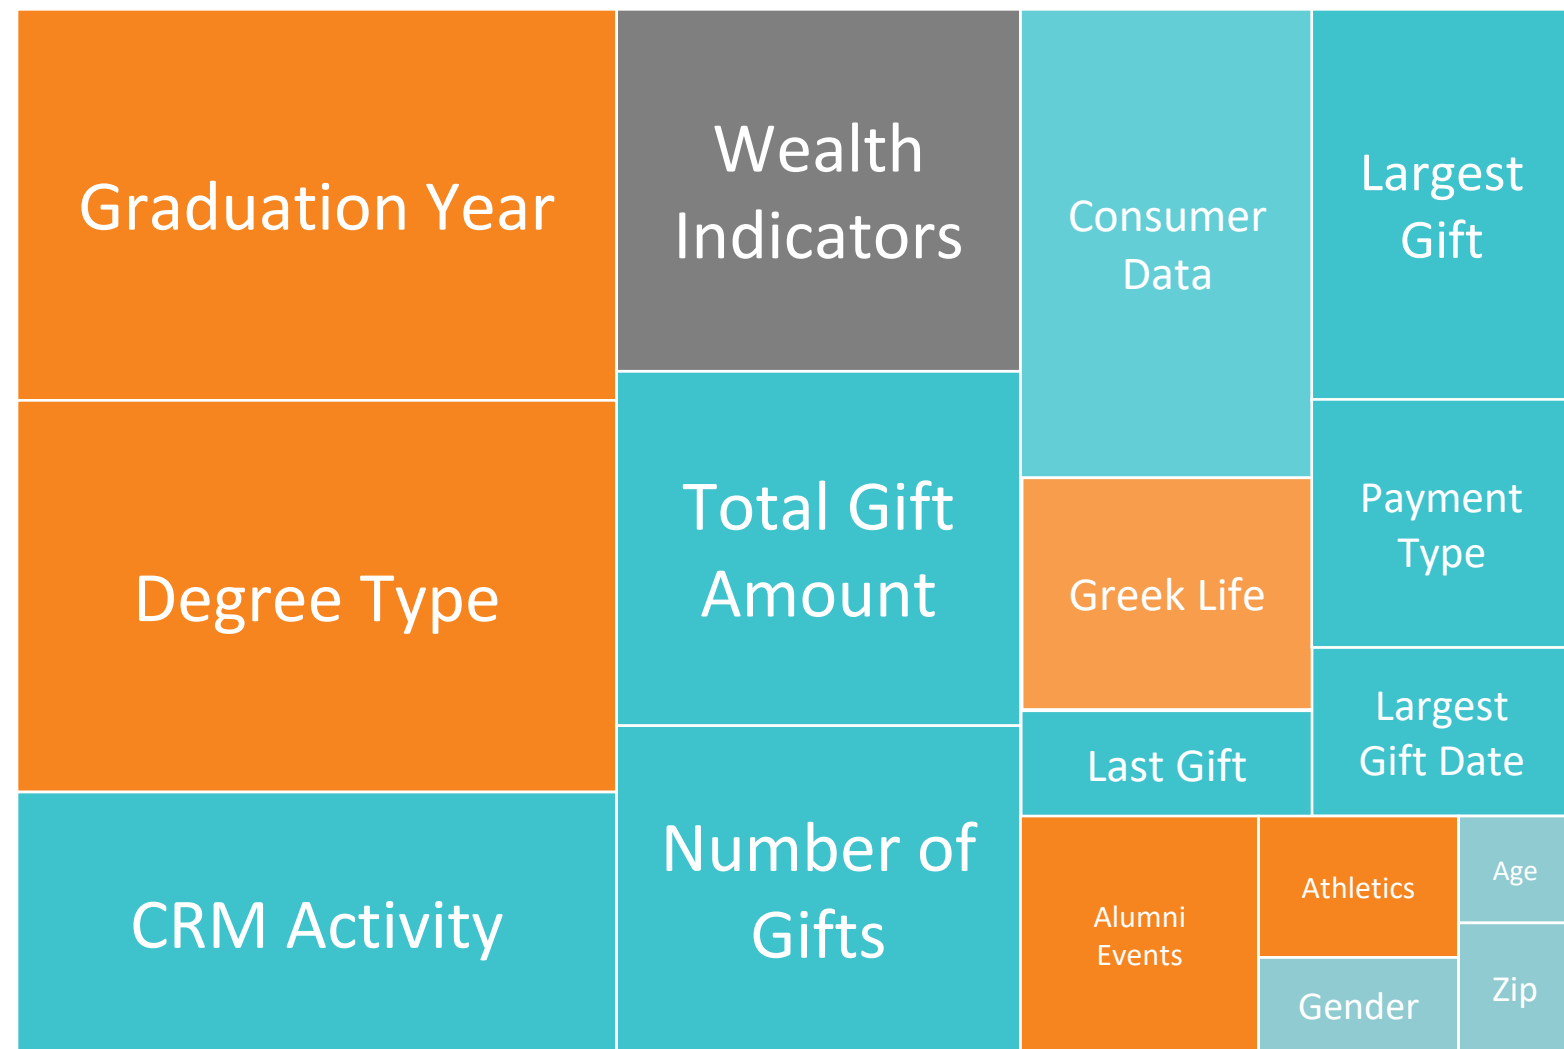 Graduation Year
Degree Type
CRM Activity
Wealth
Indicators
Total Gift
Amount
Number of
Gifts
Consumer
Data
Greek Life
Last Gift
Largest
Gift
Payment
Type
Largest
Gift Date
Alumni
Events
Athletics
Gender
Age
Zip